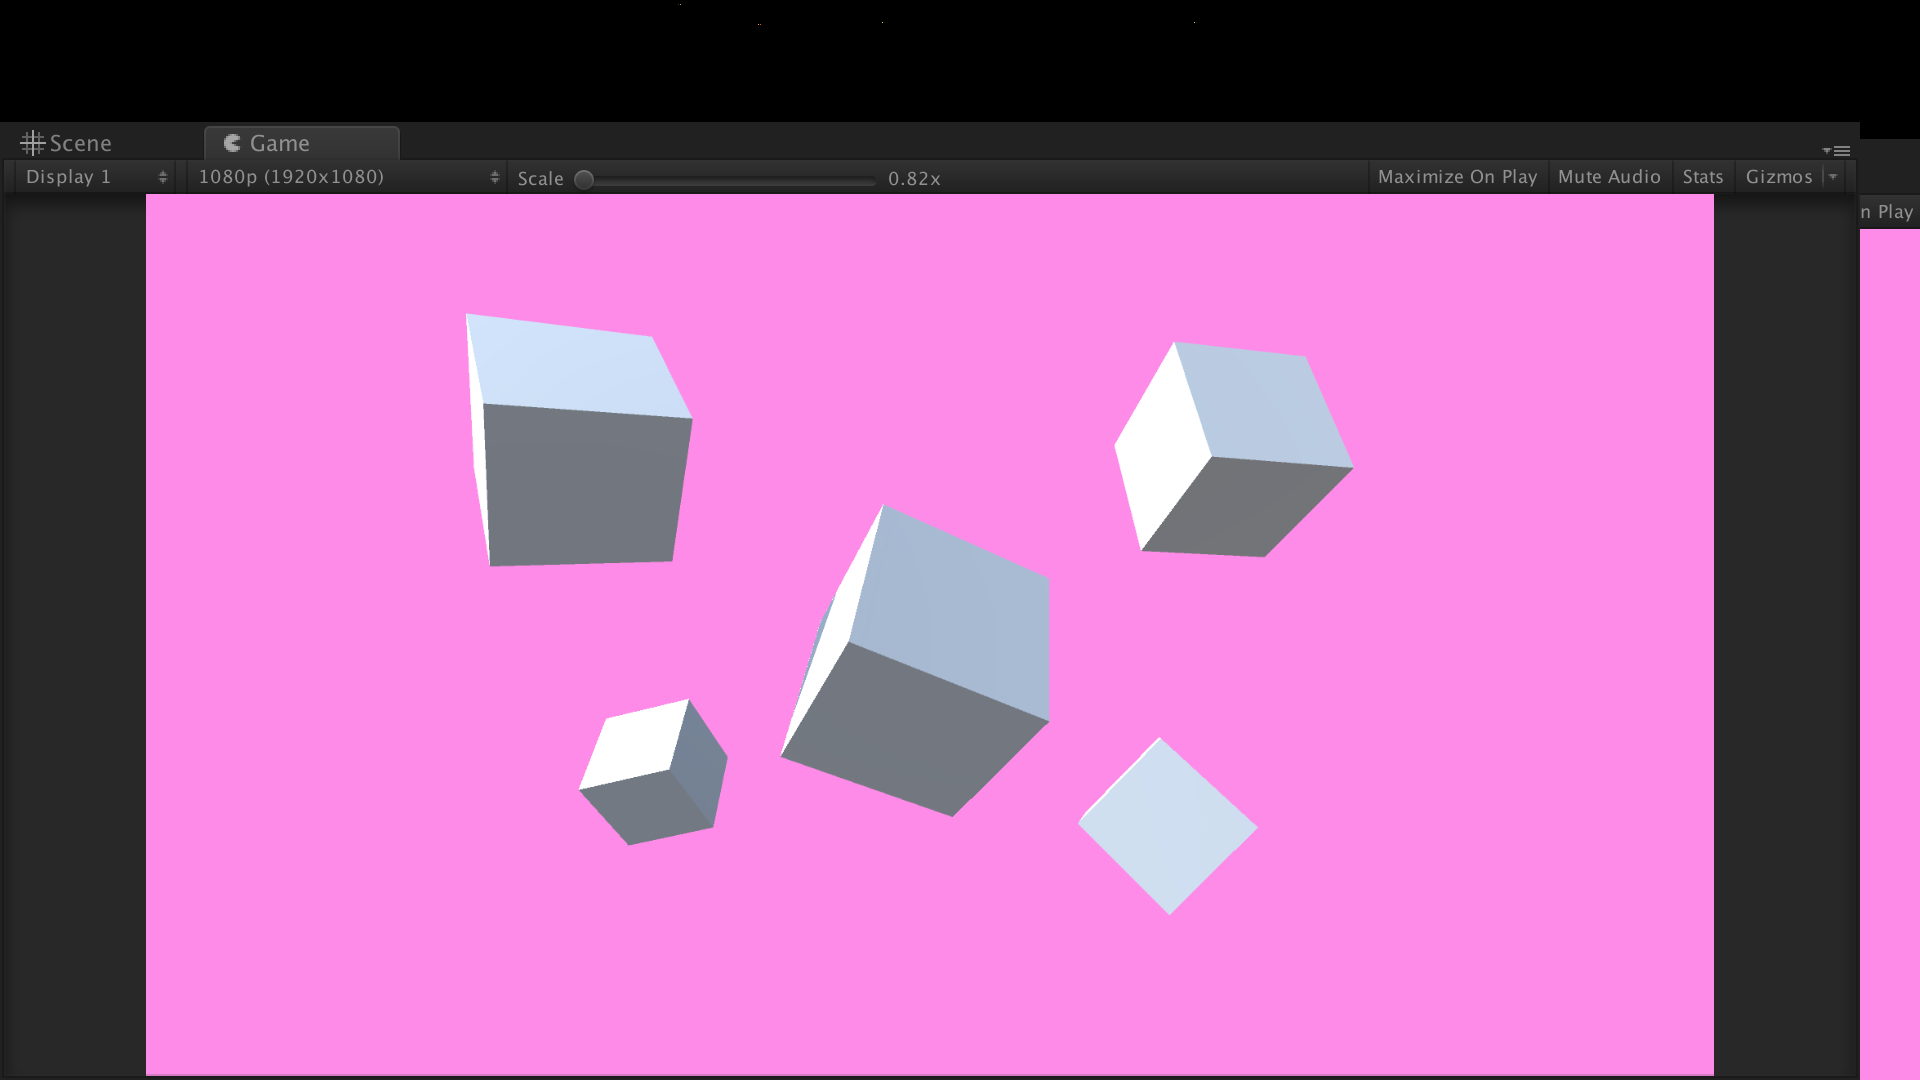 Scene Game
Display 1 1080p (1920x1080) Scale 0.82x Maximize On Play Mute Audio Stats Gizmos
n Play